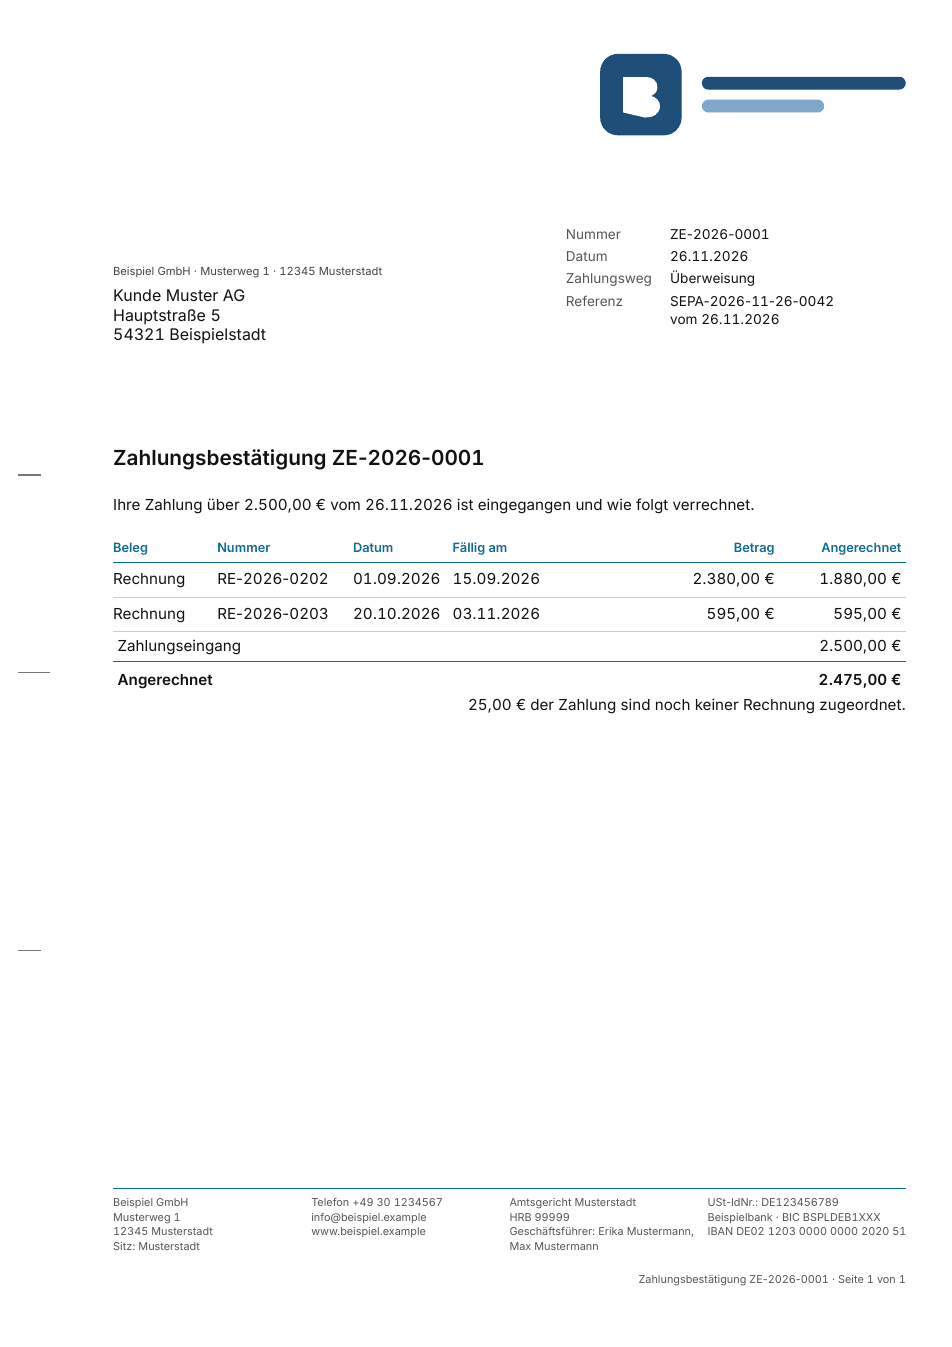 B
Nummer ZE-2026-0001
Datum 26.11.2026
Zahlungsweg Überweisung
Referenz SEPA-2026-11-26-0042
vom 26.11.2026
Beispiel GmbH · Musterweg 1 · 12345 Musterstadt
Kunde Muster AG
Hauptstraße 5
54321 Beispielstadt
Zahlungsbestätigung ZE-2026-0001
Ihre Zahlung über 2.500,00 € vom 26.11.2026 ist eingegangen und wie folgt verrechnet.
Beleg Nummer Datum Fällig am Betrag Angerechnet
Rechnung RE-2026-0202 01.09.2026 15.09.2026 2.380,00 € 1.880,00 €
Rechnung RE-2026-0203 20.10.2026 03.11.2026 595,00 € 595,00 €
Zahlungseingang 2.500,00 €
Angerechnet 2.475,00 €
25,00 € der Zahlung sind noch keiner Rechnung zugeordnet.
Beispiel GmbH
Musterweg 1
12345 Musterstadt
Sitz: Musterstadt
Telefon +49 30 1234567
info@beispiel.example
www.beispiel.example
Amtsgericht Musterstadt
HRB 99999
Geschäftsführer: Erika Mustermann,
Max Mustermann
USt-IdNr.: DE123456789
Beispielbank · BIC BSPLDEB1XXX
IBAN DE02 1203 0000 0000 2020 51
Zahlungsbestätigung ZE-2026-0001 · Seite 1 von 1